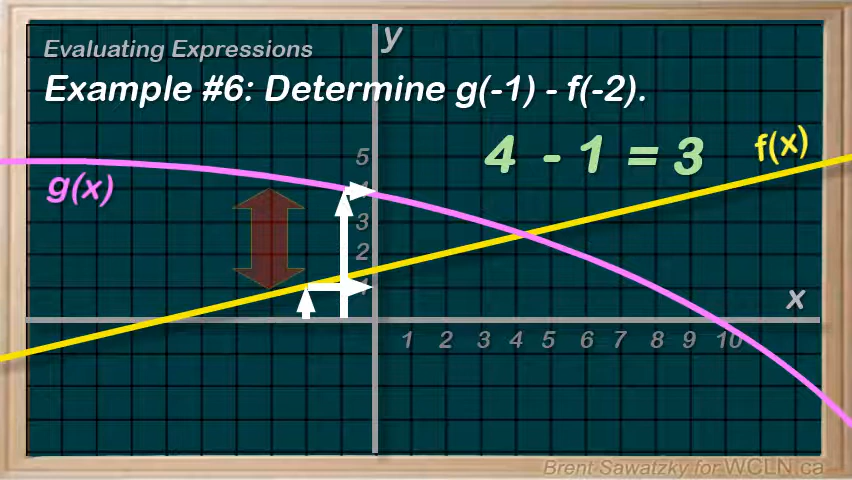 Evaluating Expressions
y
Example #6: Determine g(-1) - f(-2).
4 - 1 = 3
f(x)
5
g(x)
4
3
2
1
x
1 2 3 4 5 6 7 8 9 10
Brent Sawatzky for WCLN.ca